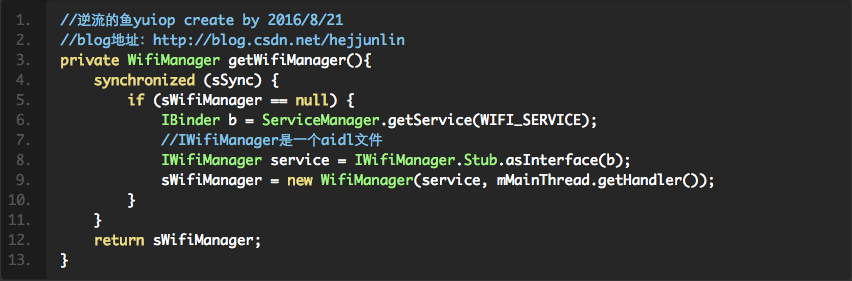 1. //逆流的鱼yuiop create by 2016/8/21
2. //blog地址：http://blog.csdn.net/hejjunlin
3. private WifiManager getWifiManager(){
4.     synchronized (sSync) {
5.         if (sWifiManager == null) {
6.             IBinder b = ServiceManager.getService(WIFI_SERVICE);
7.             //IWifiManager是一个aidl文件
8.             IWifiManager service = IWifiManager.Stub.asInterface(b);
9.             sWifiManager = new WifiManager(service, mMainThread.getHandler());
10.         }
11.     }
12.     return sWifiManager;
13. }